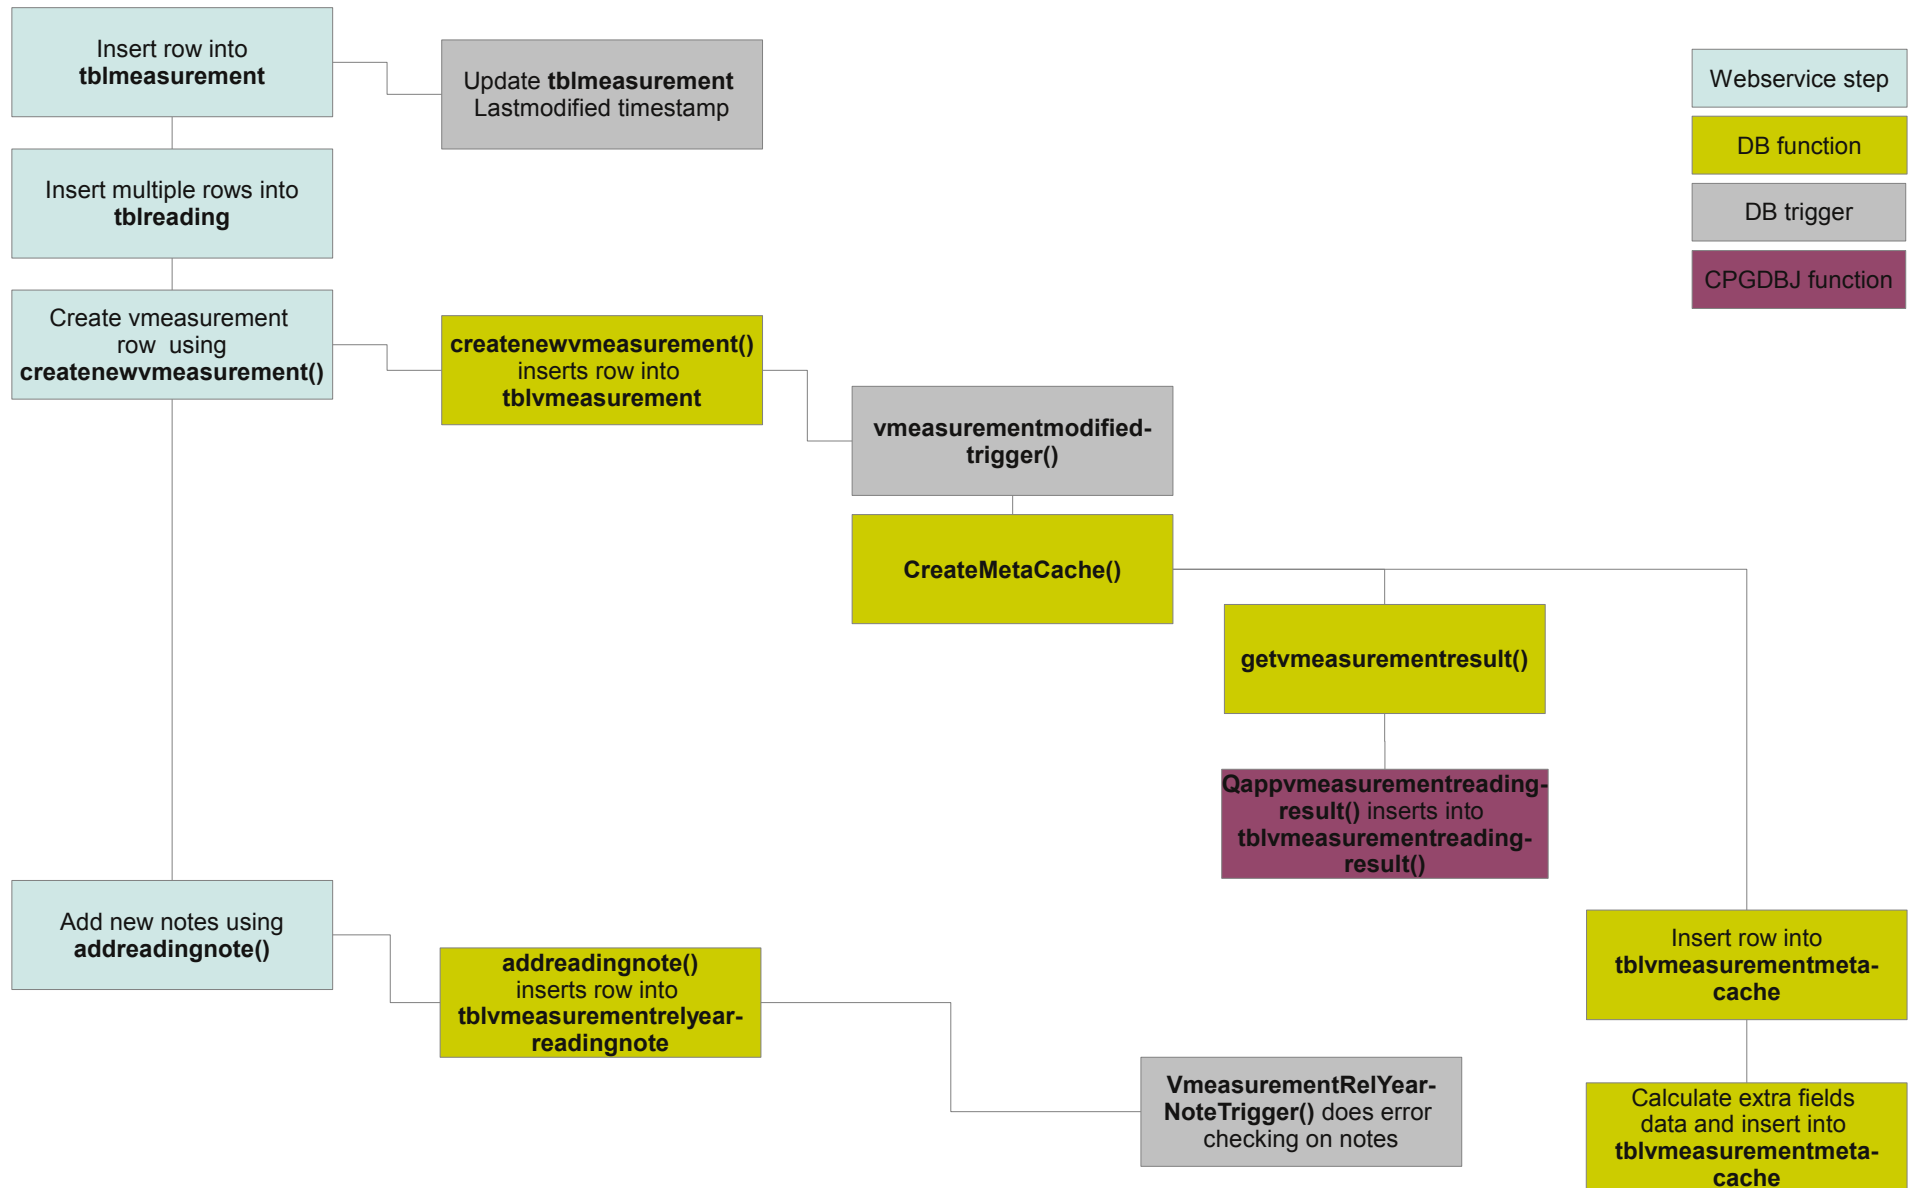 Insert row into
tblmeasurement
Update tblmeasurement
Lastmodified timestamp
Webservice step
DB function
DB trigger
CPGDBJ function
Insert multiple rows into
tblreading
Create vmeasurement
row using
createnewvmeasurement()
createnewvmeasurement()
inserts row into
tblvmeasurement
vmeasurementmodified-
trigger()
CreateMetaCache()
getvmeasurementresult()
Qappvmeasurementreading-
result() inserts into
tblvmeasurementreading-
result()
Add new notes using
addreadingnote()
addreadingnote()
inserts row into
tblvmeasurementrelyear-
readingnote
VmeasurementRelYear-
NoteTrigger() does error
checking on notes
Insert row into
tblvmeasurementmeta-
cache
Calculate extra fields
data and insert into
tblvmeasurementmeta-
cache